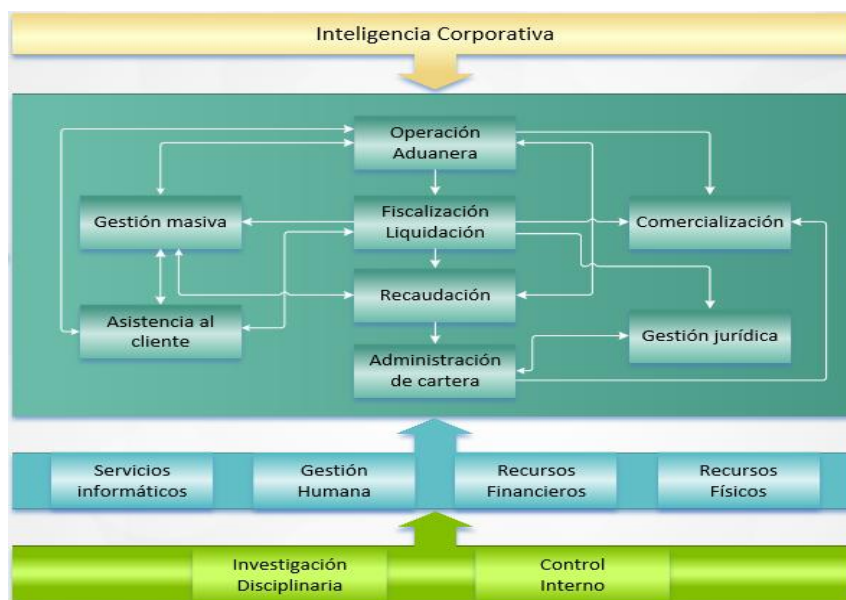 Inteligencia Corporativa
Operación
Aduanera
Gestión masiva
Fiscalización
Liquidación
Comercialización
Recaudación
Asistencia al
cliente
Gestión jurídica
Administración
de cartera
Servicios
informáticos
Gestión
Humana
Recursos
Financieros
Recursos
Físicos
Investigación
Disciplinaria
Control
Interno